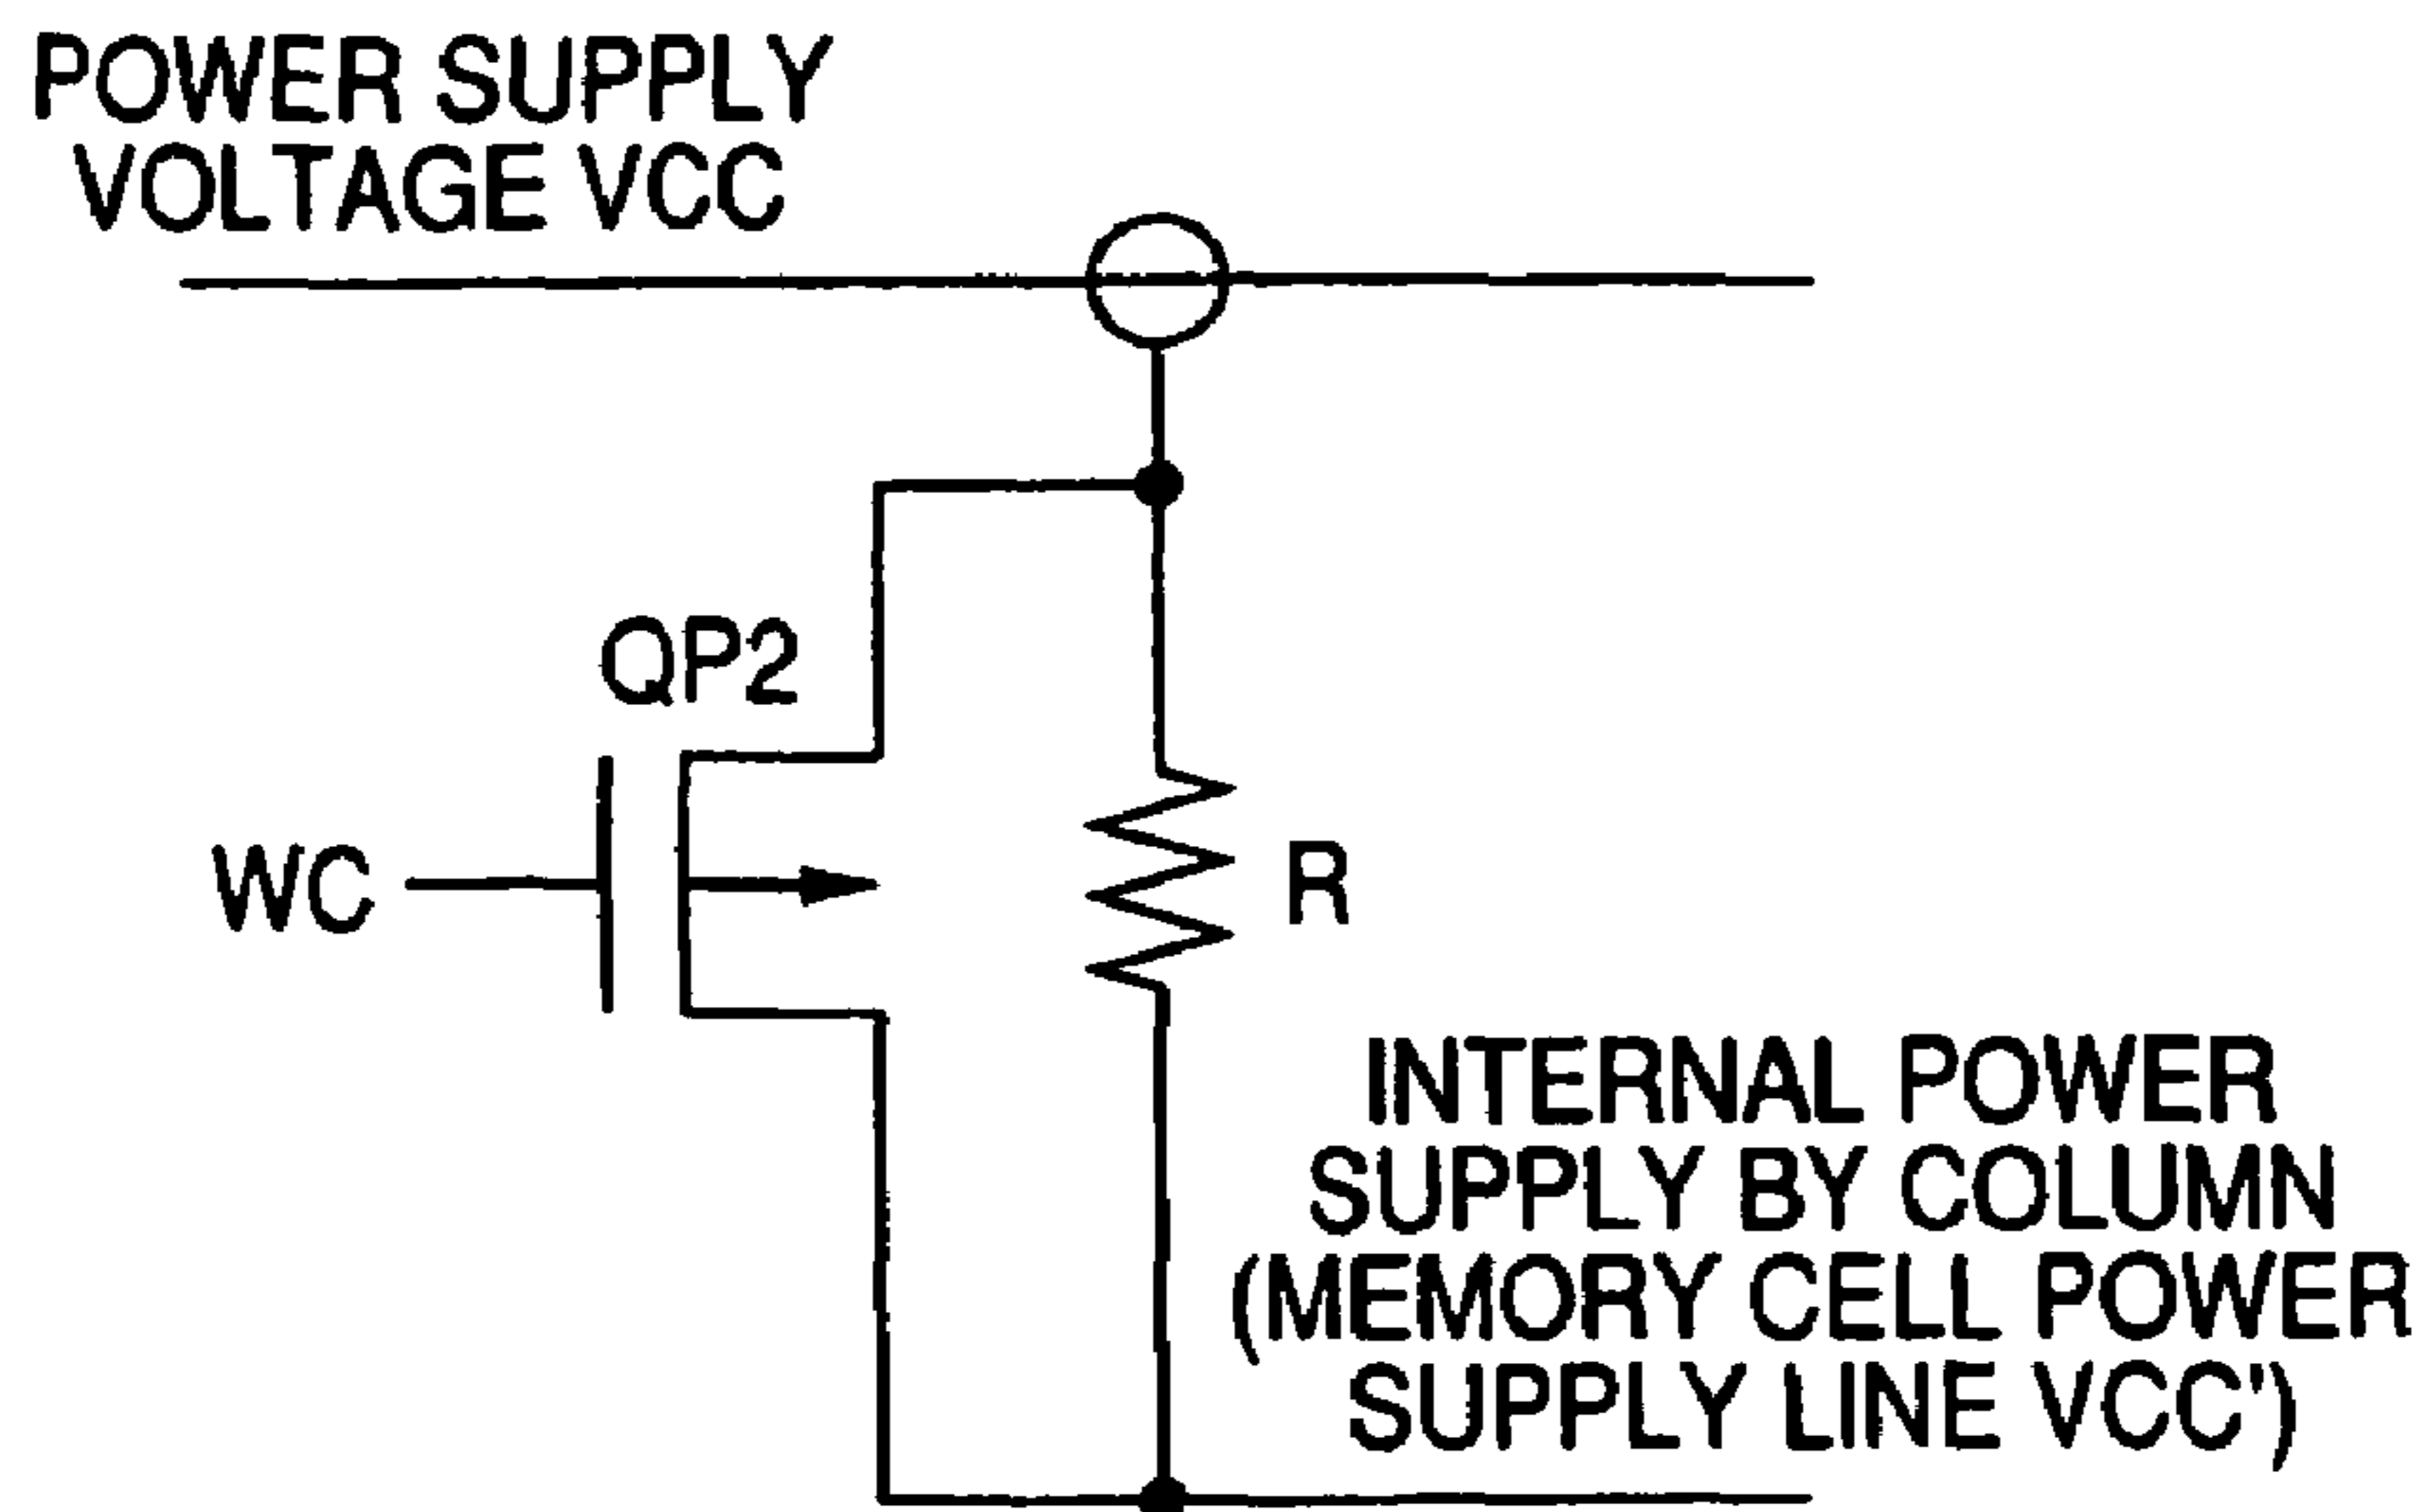 POWER SUPPLY
VOLTAGE VCC
QP2
WC
R
INTERNAL POWER
SUPPLY BY COLUMN
(MEMORY CELL POWER
SUPPLY LINE VCC')